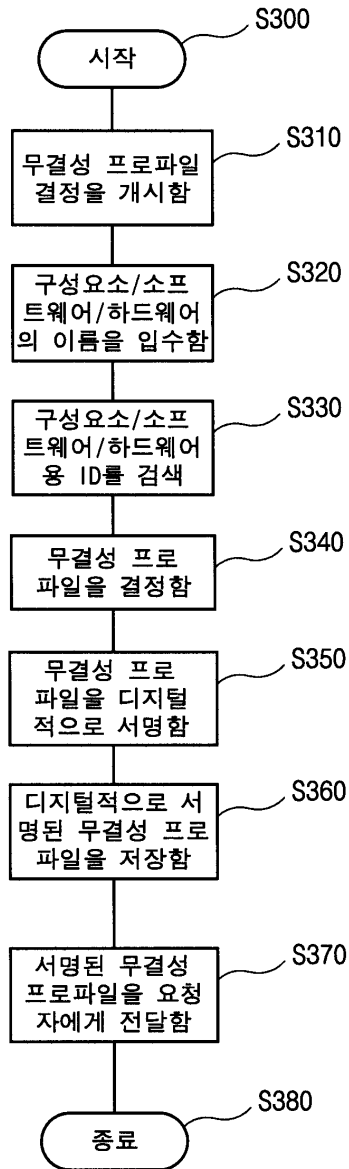 S300
시작
S310
무결성 프로파일
결정을 개시함
S320
구성요소/소프
트웨어/하드웨어
의 이름을 입수함
S330
구성요소/소프
트웨어/하드웨어
용 ID를 검색
S340
무결성 프로
파일을 결정함
S350
무결성 프로
파일을 디지털
적으로 서명함
S360
디지털적으로 서
명된 무결성 프로
파일을 저장함
S370
서명된 무결성
프로파일을 요청
자에게 전달함
S380
종료